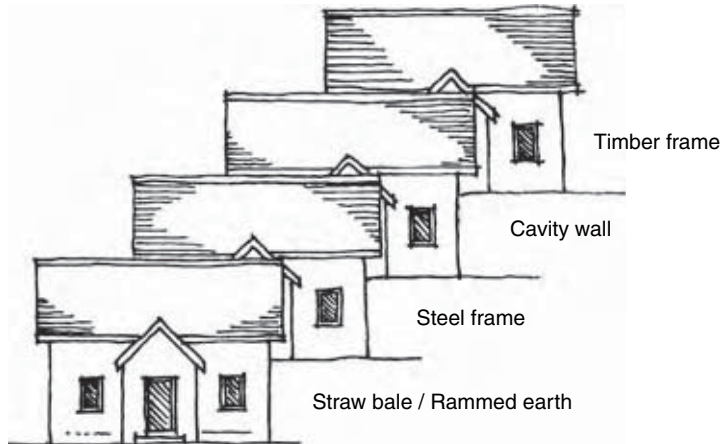 Timber frame
Cavity wall
Steel frame
Straw bale / Rammed earth